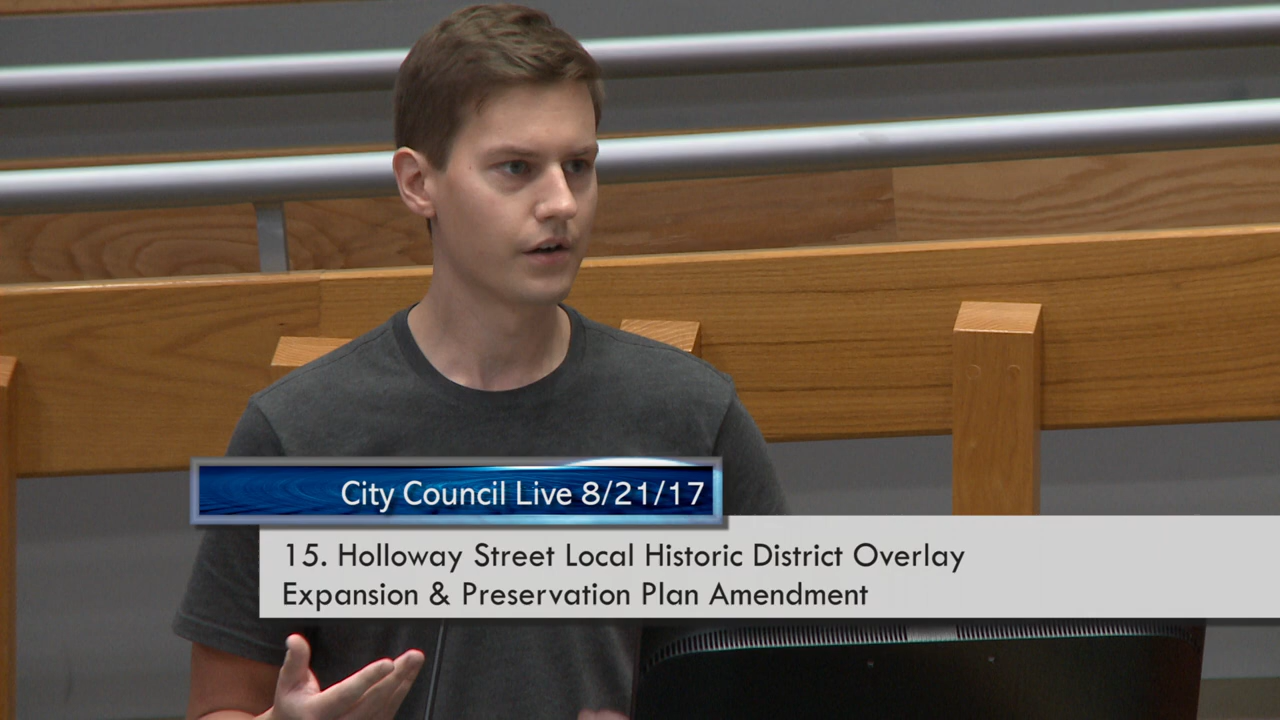 City Council Live 8/21/17
15. Holloway Street Local Historic District Overlay
Expansion & Preservation Plan Amendment